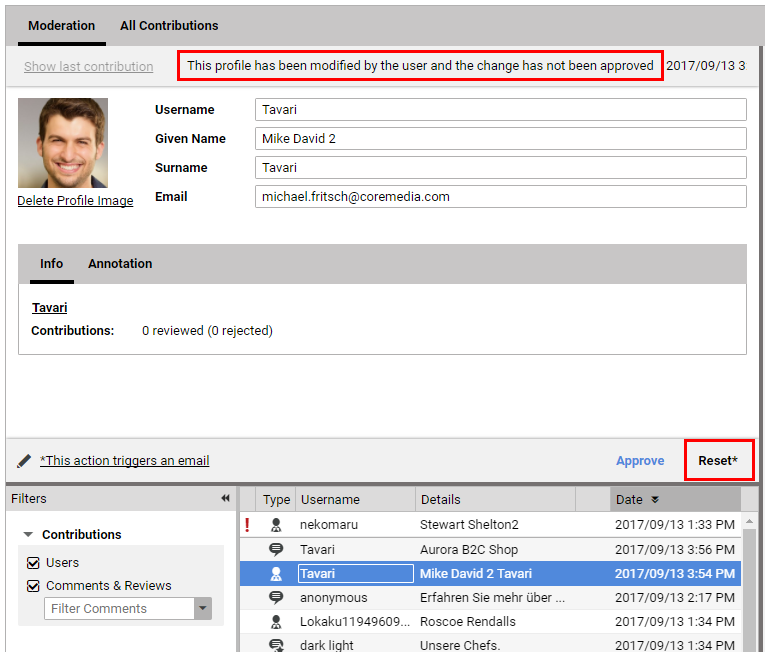 Moderation All Contributions
Show last contribution This profile has been modified by the user and the change has not been approved 2017/09/13 3
Username Tavari
Given Name Mike David 2
Surname Tavari
Email michael.fritsch@coremedia.com
Delete Profile Image
Info Annotation
Tavari
Contributions: 0 reviewed (0 rejected)
*This action triggers an email Approve Reset*
Filters Type Username Details Date
Contributions
Users
Comments & Reviews
Filter Comments
! nekomaru Stewart Shelton2 2017/09/13 1:33 PM
Tavari Aurora B2C Shop 2017/09/13 3:56 PM
Tavari Mike David 2 Tavari 2017/09/13 3:54 PM
anonymous Erfahren Sie mehr über ... 2017/09/13 2:17 PM
Lokaku11949609... Roscoe Rendalls 2017/09/13 1:34 PM
dark light Unsere Chefs. 2017/09/13 1:34 PM